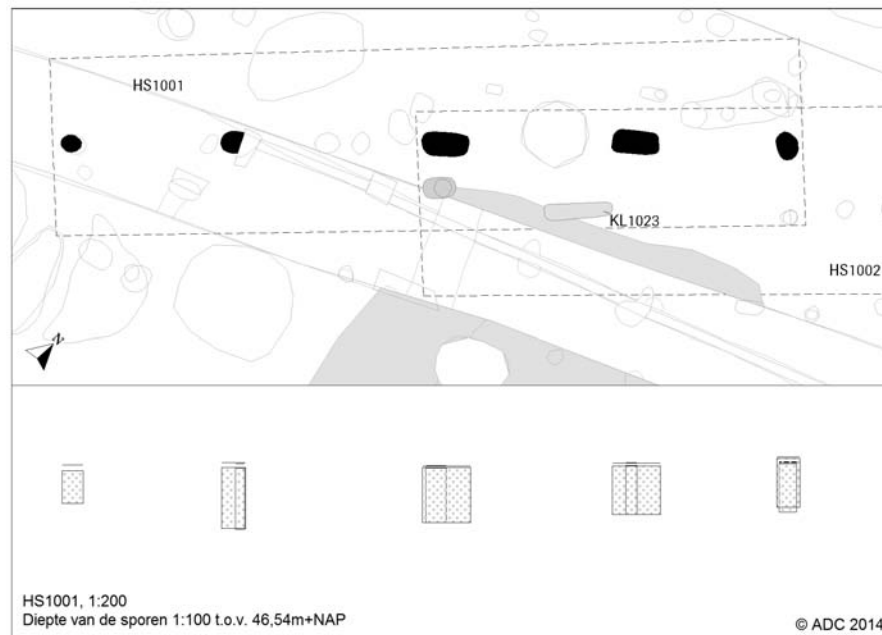 HS1001
KL1023
HS1002
N
HS1001, 1:200
Diepte van de sporen 1:100 t.o.v. 46,54m+NAP
© ADC 2014